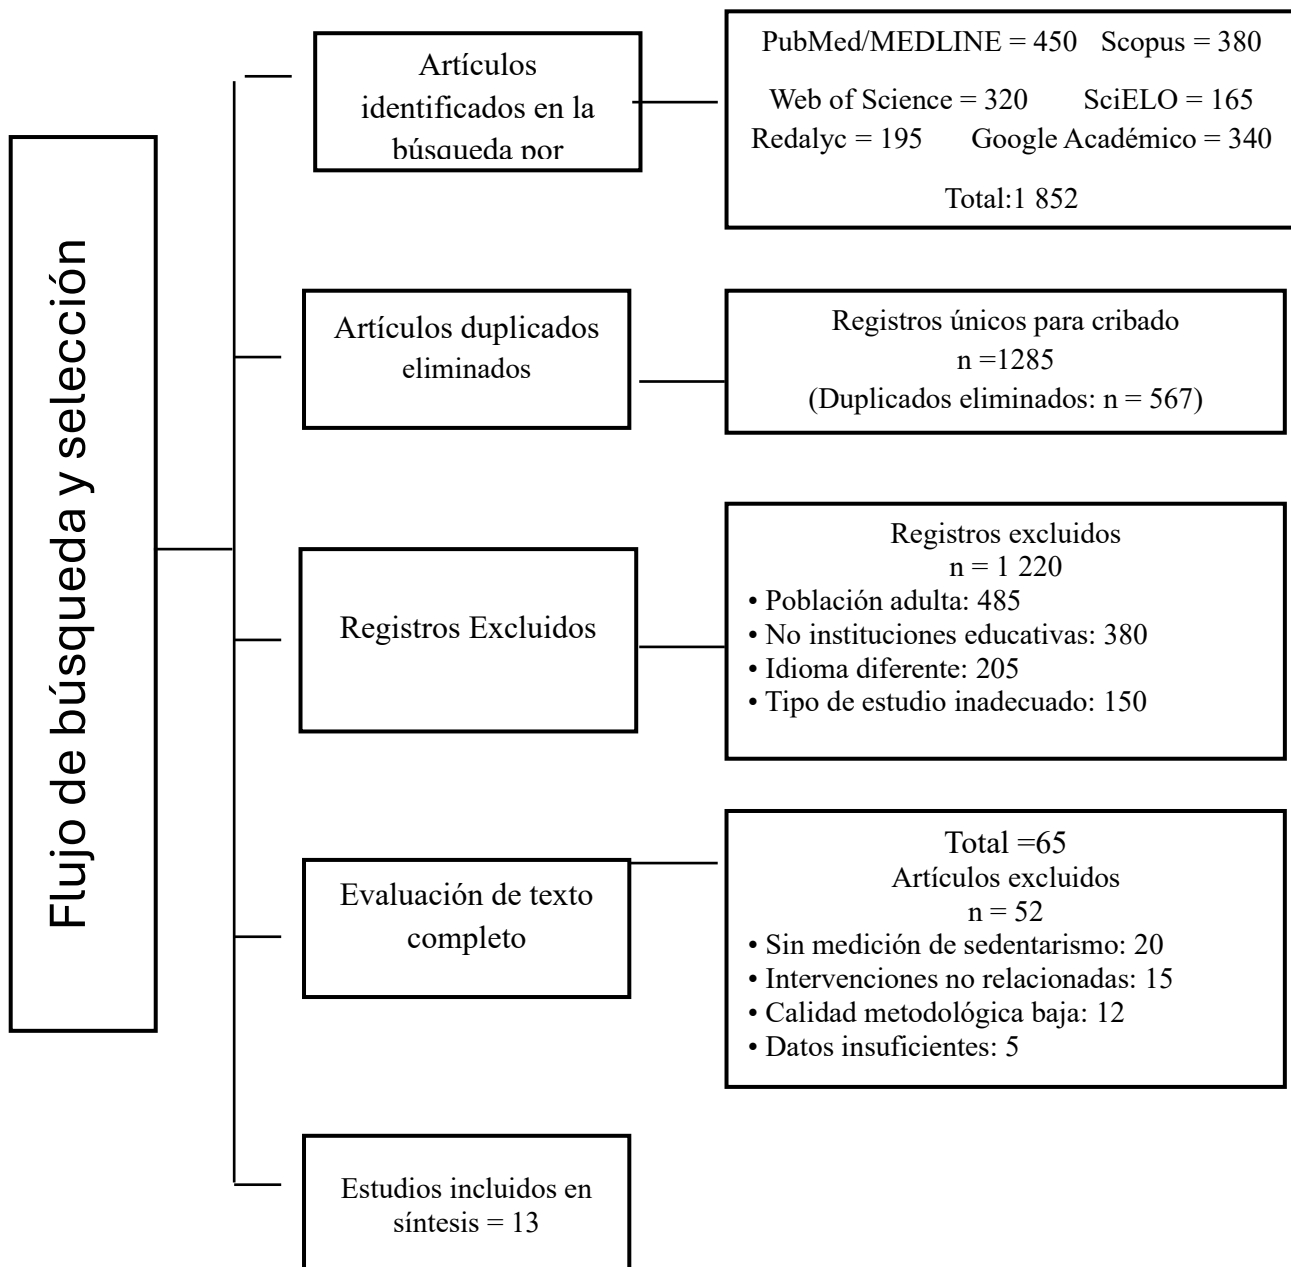 Flujo de búsqueda y selección
Artículos
identificados en la
búsqueda por
PubMed/MEDLINE = 450 Scopus = 380
Web of Science = 320 SciELO = 165
Redalyc = 195 Google Académico = 340
Total:1 852
Artículos duplicados
eliminados
Registros únicos para cribado
n =1285
(Duplicados eliminados: n = 567)
Registros Excluidos
Registros excluidos
n = 1 220
• Población adulta: 485
• No instituciones educativas: 380
• Idioma diferente: 205
• Tipo de estudio inadecuado: 150
Evaluación de texto
completo
Total =65
Artículos excluidos
n = 52
• Sin medición de sedentarismo: 20
• Intervenciones no relacionadas: 15
• Calidad metodológica baja: 12
• Datos insuficientes: 5
Estudios incluidos en
síntesis = 13